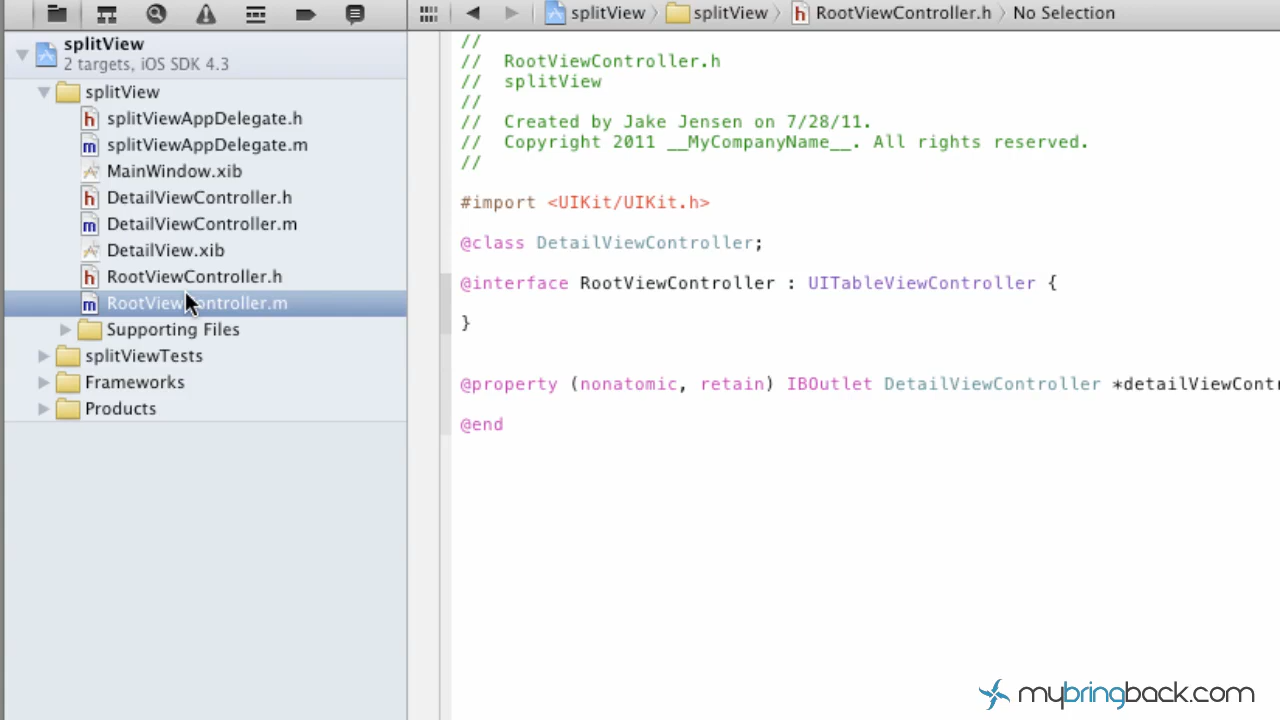 splitView
splitView
RootViewController.h
No Selection
splitView
2 targets, iOS SDK 4.3
splitView
h splitViewAppDelegate.h
m splitViewAppDelegate.m
MainWindow.xib
h DetailViewController.h
m DetailViewController.m
DetailView.xib
h RootViewController.h
m RootViewController.m
Supporting Files
splitViewTests
Frameworks
Products
//
// RootViewController.h
// splitView
//
// Created by Jake Jensen on 7/28/11.
// Copyright 2011 __MyCompanyName__. All rights reserved.
//
#import <UIKit/UIKit.h>
@class DetailViewController;
@interface RootViewController : UITableViewController {
}
@property (nonatomic, retain) IBOutlet DetailViewController *detailViewContr
@end
mybringback.com